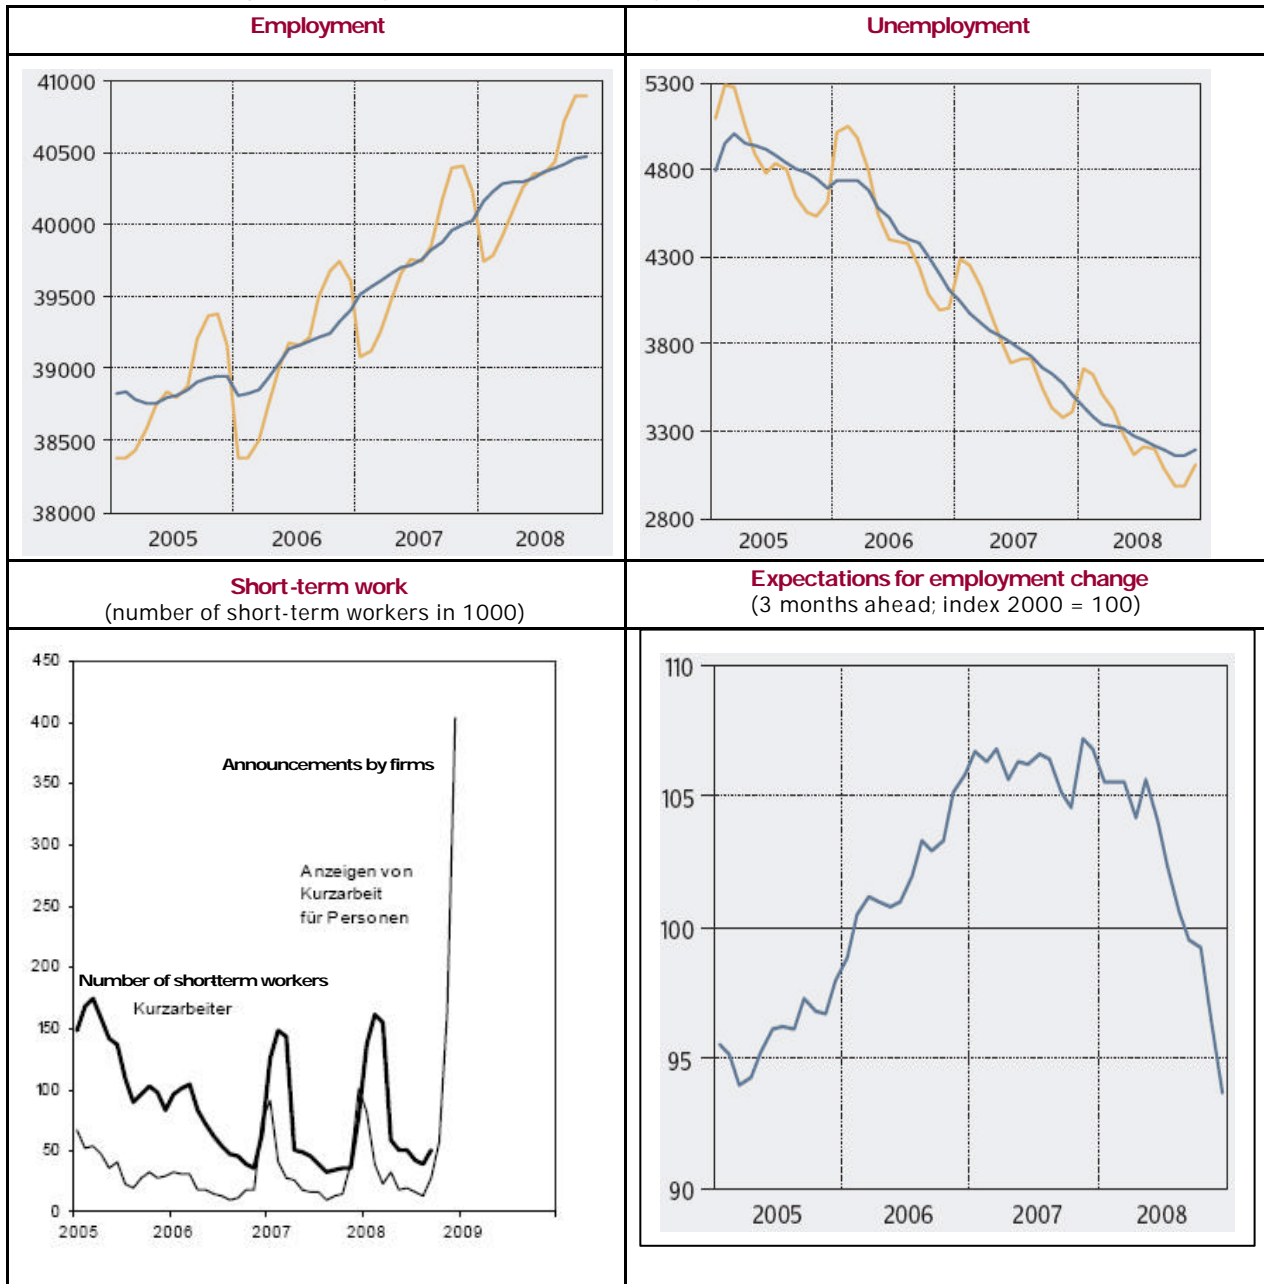 Employment
Unemployment
41000
40500
40000
39500
39000
38500
38000
2005 2006 2007 2008
5300
4800
4300
3800
3300
2800
2005 2006 2007 2008
Short-term work
(number of short-term workers in 1000)
Expectations for employment change
(3 months ahead; index 2000 = 100)
450
400
350
300
250
200
150
100
50
0
Announcements by firms
Anzeigen von
Kurzarbeit
für Personen
Number of short-term workers
Kurzarbeiter
2005 2006 2007 2008 2009
110
105
100
95
90
2005 2006 2007 2008